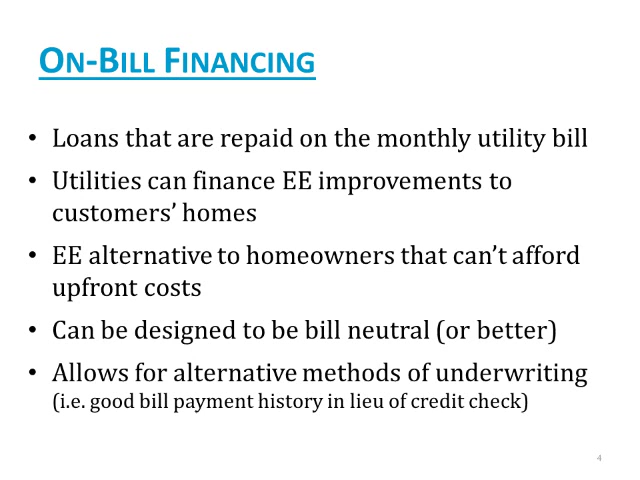 ON-BILL FINANCING
• Loans that are repaid on the monthly utility bill
• Utilities can finance EE improvements to
customers’ homes
• EE alternative to homeowners that can’t afford
upfront costs
• Can be designed to be bill neutral (or better)
• Allows for alternative methods of underwriting
(i.e. good bill payment history in lieu of credit check)
4